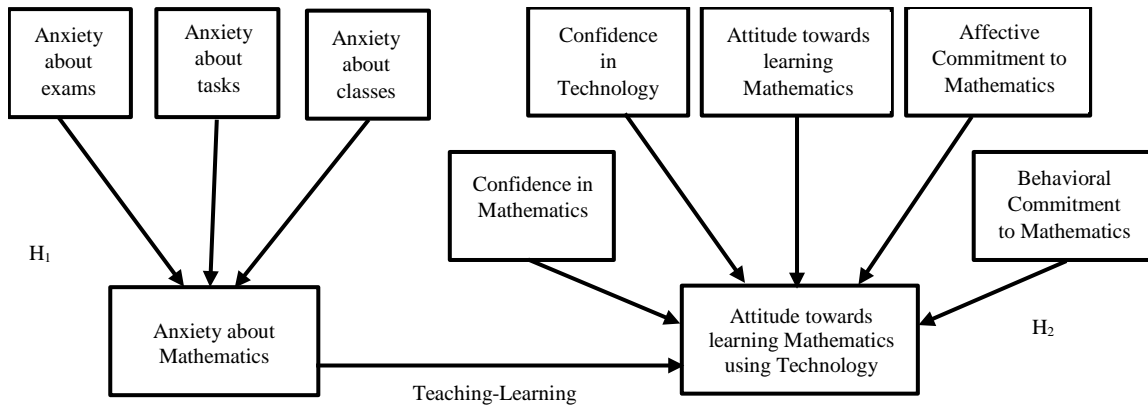 Anxiety
about
exams
Anxiety
about
tasks
Anxiety
about
classes
Confidence
in
Technology
Attitude towards
learning
Mathematics
Affective
Commitment to
Mathematics
Confidence in
Mathematics
Behavioral
Commitment
to Mathematics
H₁
Anxiety about
Mathematics
Attitude towards
learning Mathematics
using Technology
H₂
Teaching-Learning